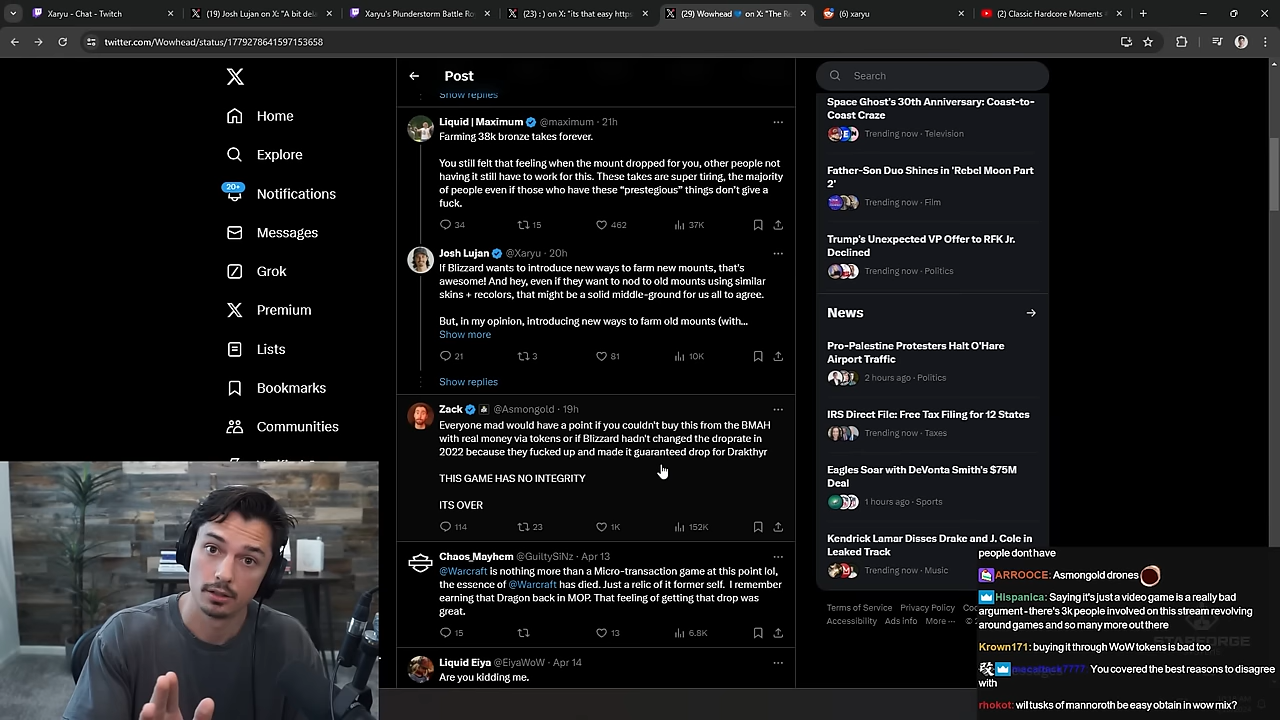 Xaryu - Chat - Twitch
(19) Josh Lujan on X: "A bit del
Xaryu's Plunderstorm Battle Ro
(23) : ) on X: "its that easy https
(29) Wowhead 💙 on X: "The R
(6) xaryu
(2) Classic Hardcore Moments
twitter.com/Wowhead/status/1779278641597153658
Post
Search
Home
Explore
20+
Notifications
Messages
Grok
Premium
Lists
Bookmarks
Communities
Show replies
Liquid | Maximum @maximum · 21h
Farming 38k bronze takes forever.
You still felt that feeling when the mount dropped for you, other people not
having it still have to work for this. These takes are super tiring, the majority
of people even if those who have these “prestegious” things don’t give a
fuck.
34 15 462 37K
Josh Lujan @Xaryu · 20h
If Blizzard wants to introduce new ways to farm new mounts, that’s
awesome! And hey, even if they want to nod to old mounts using similar
skins + recolors, that might be a solid middle-ground for us all to agree.
But, in my opinion, introducing new ways to farm old mounts (with...
Show more
21 3 81 10K
Show replies
Zack @Asmongold · 19h
Everyone mad would have a point if you couldn't buy this from the BMAH
with real money via tokens or if Blizzard hadn't changed the droprate in
2022 because they fucked up and made it guaranteed drop for Drakthyr
THIS GAME HAS NO INTEGRITY
ITS OVER
114 23 1K 152K
Chaos_Mayhem @GuiltySiNz · Apr 13
@Warcraft is nothing more than a Micro-transaction game at this point lol,
the essence of @Warcraft has died. Just a relic of it former self. I remember
earning that Dragon back in MOP. That feeling of getting that drop was
great.
15 13 6.8K
Liquid Eiya @EiyaWoW · Apr 14
Are you kidding me.
Space Ghost's 30th Anniversary: Coast-to-
Coast Craze
Trending now · Television
Father-Son Duo Shines in 'Rebel Moon Part
2'
Trending now · Film
Trump's Unexpected VP Offer to RFK Jr.
Declined
Trending now · Politics
News
Pro-Palestine Protesters Halt O'Hare
Airport Traffic
2 hours ago · Politics
IRS Direct File: Free Tax Filing for 12 States
Trending now · Taxes
Eagles Soar with DeVonta Smith's $75M
Deal
1 hours ago · Sports
Kendrick Lamar Disses Drake and J. Cole in
Leaked Track
Trending now · Music
Terms of Service Privacy Policy
Accessibility Ads info More ···
people dont have
ARROOCE: Asmongold drones
Hispanica: Saying it's just a video game is a really bad
argument - there's 3k people involved on this stream revolving
around games and so many more out there
Krown171: buying it through WoW tokens is bad too
You covered the best reasons to disagree
with
rhokot: wil tusks of mannoroth be easy obtain in wow mix?